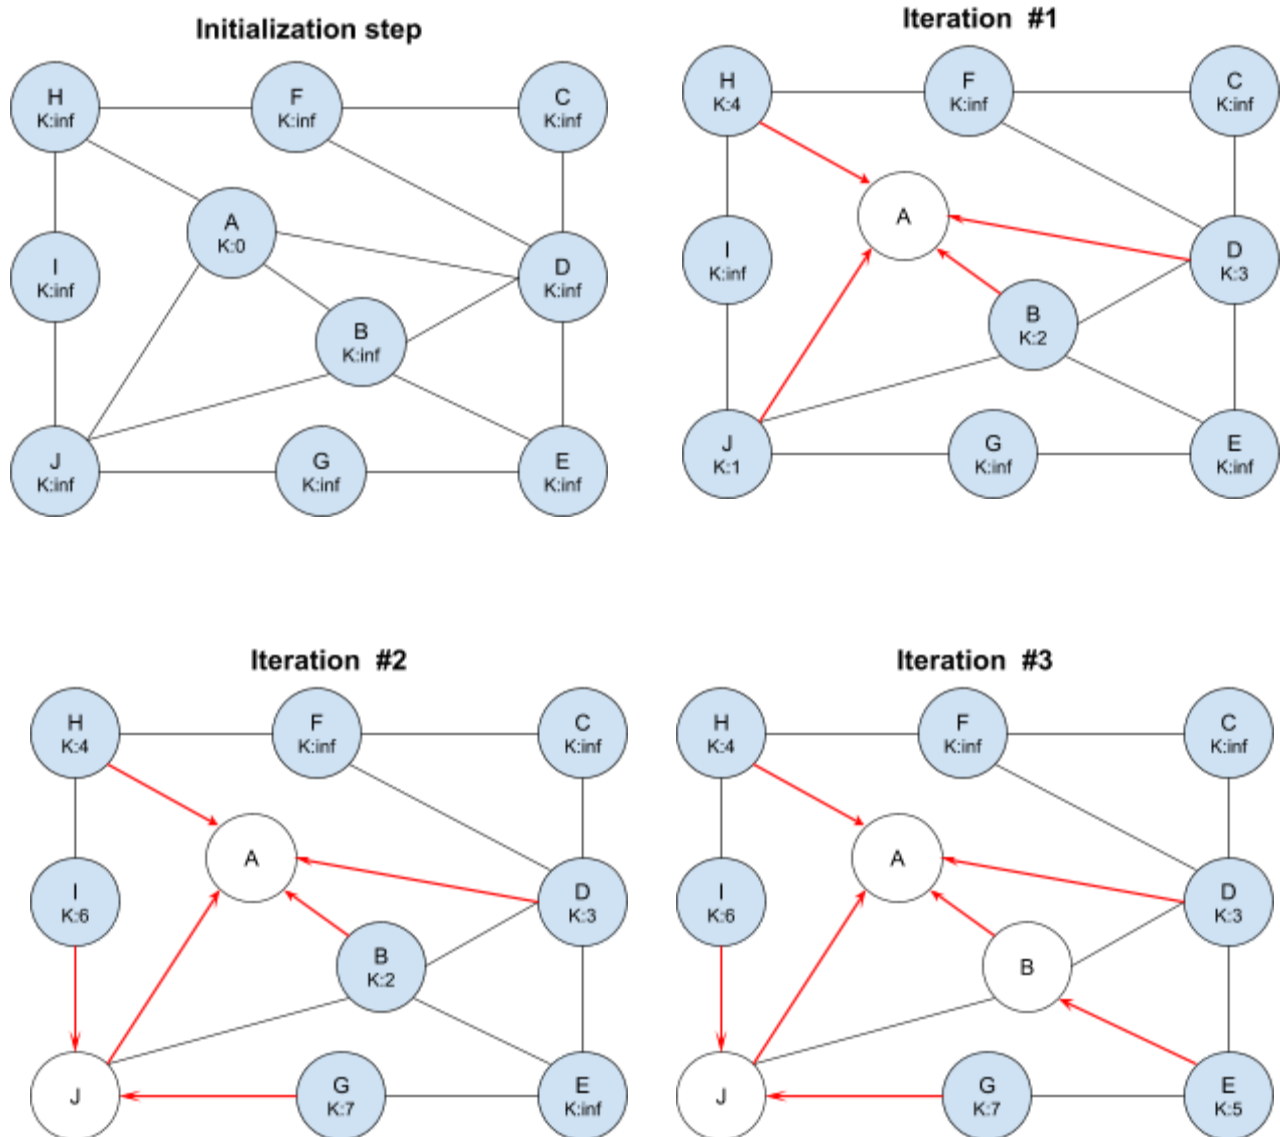 Initialization step
H
K:inf
F
K:inf
C
K:inf
A
K:0
I
K:inf
D
K:inf
B
K:inf
J
K:inf
G
K:inf
E
K:inf
Iteration #1
H
K:4
F
K:inf
C
K:inf
A
I
K:inf
D
K:3
B
K:2
J
K:1
G
K:inf
E
K:inf
Iteration #2
H
K:4
F
K:inf
C
K:inf
A
I
K:6
D
K:3
B
K:2
J
G
K:7
E
K:inf
Iteration #3
H
K:4
F
K:inf
C
K:inf
A
I
K:6
D
K:3
B
J
G
K:7
E
K:5